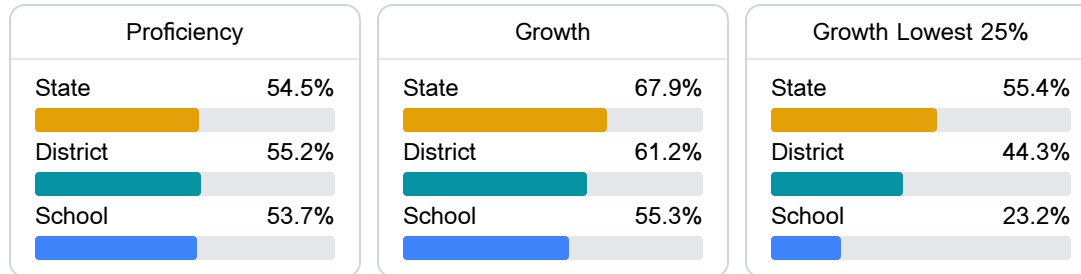 Proficiency
State 54.5%
District 55.2%
School 53.7%
Growth
State 67.9%
District 61.2%
School 55.3%
Growth Lowest 25%
State 55.4%
District 44.3%
School 23.2%